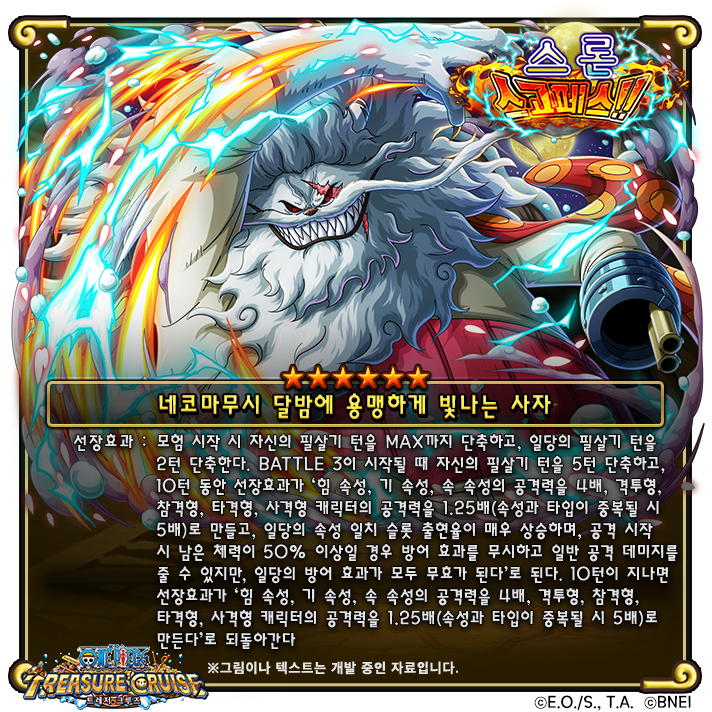 스론
스고페스!!
네코마무시 달밤에 용맹하게 빛나는 사자
선장효과 : 모험 시작 시 자신의 필살기 턴을 MAX까지 단축하고, 일당의 필살기 턴을
2턴 단축한다. BATTLE 3이 시작될 때 자신의 필살기 턴을 5턴 단축하고,
10턴 동안 선장효과가 ‘힘 속성, 기 속성, 속 속성의 공격력을 4배, 격투형,
참격형, 타격형, 사격형 캐릭터의 공격력을 1.25배(속성과 타입이 중복될 시
5배)로 만들고, 일당의 속성 일치 슬롯 출현율이 매우 상승하며, 공격 시작
시 남은 체력이 50% 이상일 경우 방어 효과를 무시하고 일반 공격 데미지를
줄 수 있지만, 일당의 방어 효과가 모두 무효가 된다’로 된다. 10턴이 지나면
선장효과가 ‘힘 속성, 기 속성, 속 속성의 공격력을 4배, 격투형, 참격형,
타격형, 사격형 캐릭터의 공격력을 1.25배(속성과 타입이 중복될 시 5배)로
만든다’로 되돌아간다
※그림이나 텍스트는 개발 중인 자료입니다.
ONE PIECE
TREASURE CRUISE
트레저 크루즈
©E.O./S., T.A. ©BNEI